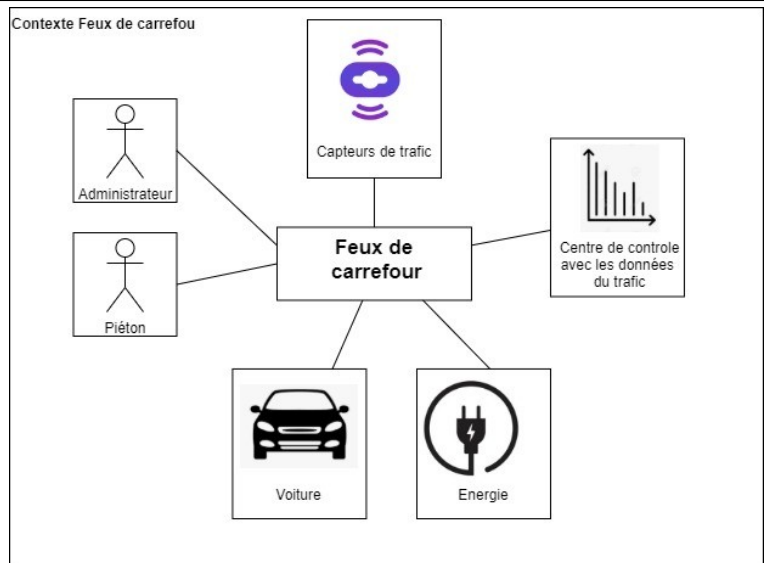 Contexte Feux de carrefou
Capteurs de trafic
Administrateur
Feux de
carrefour
Centre de controle
avec les données
du trafic
Piéton
Voiture
Energie